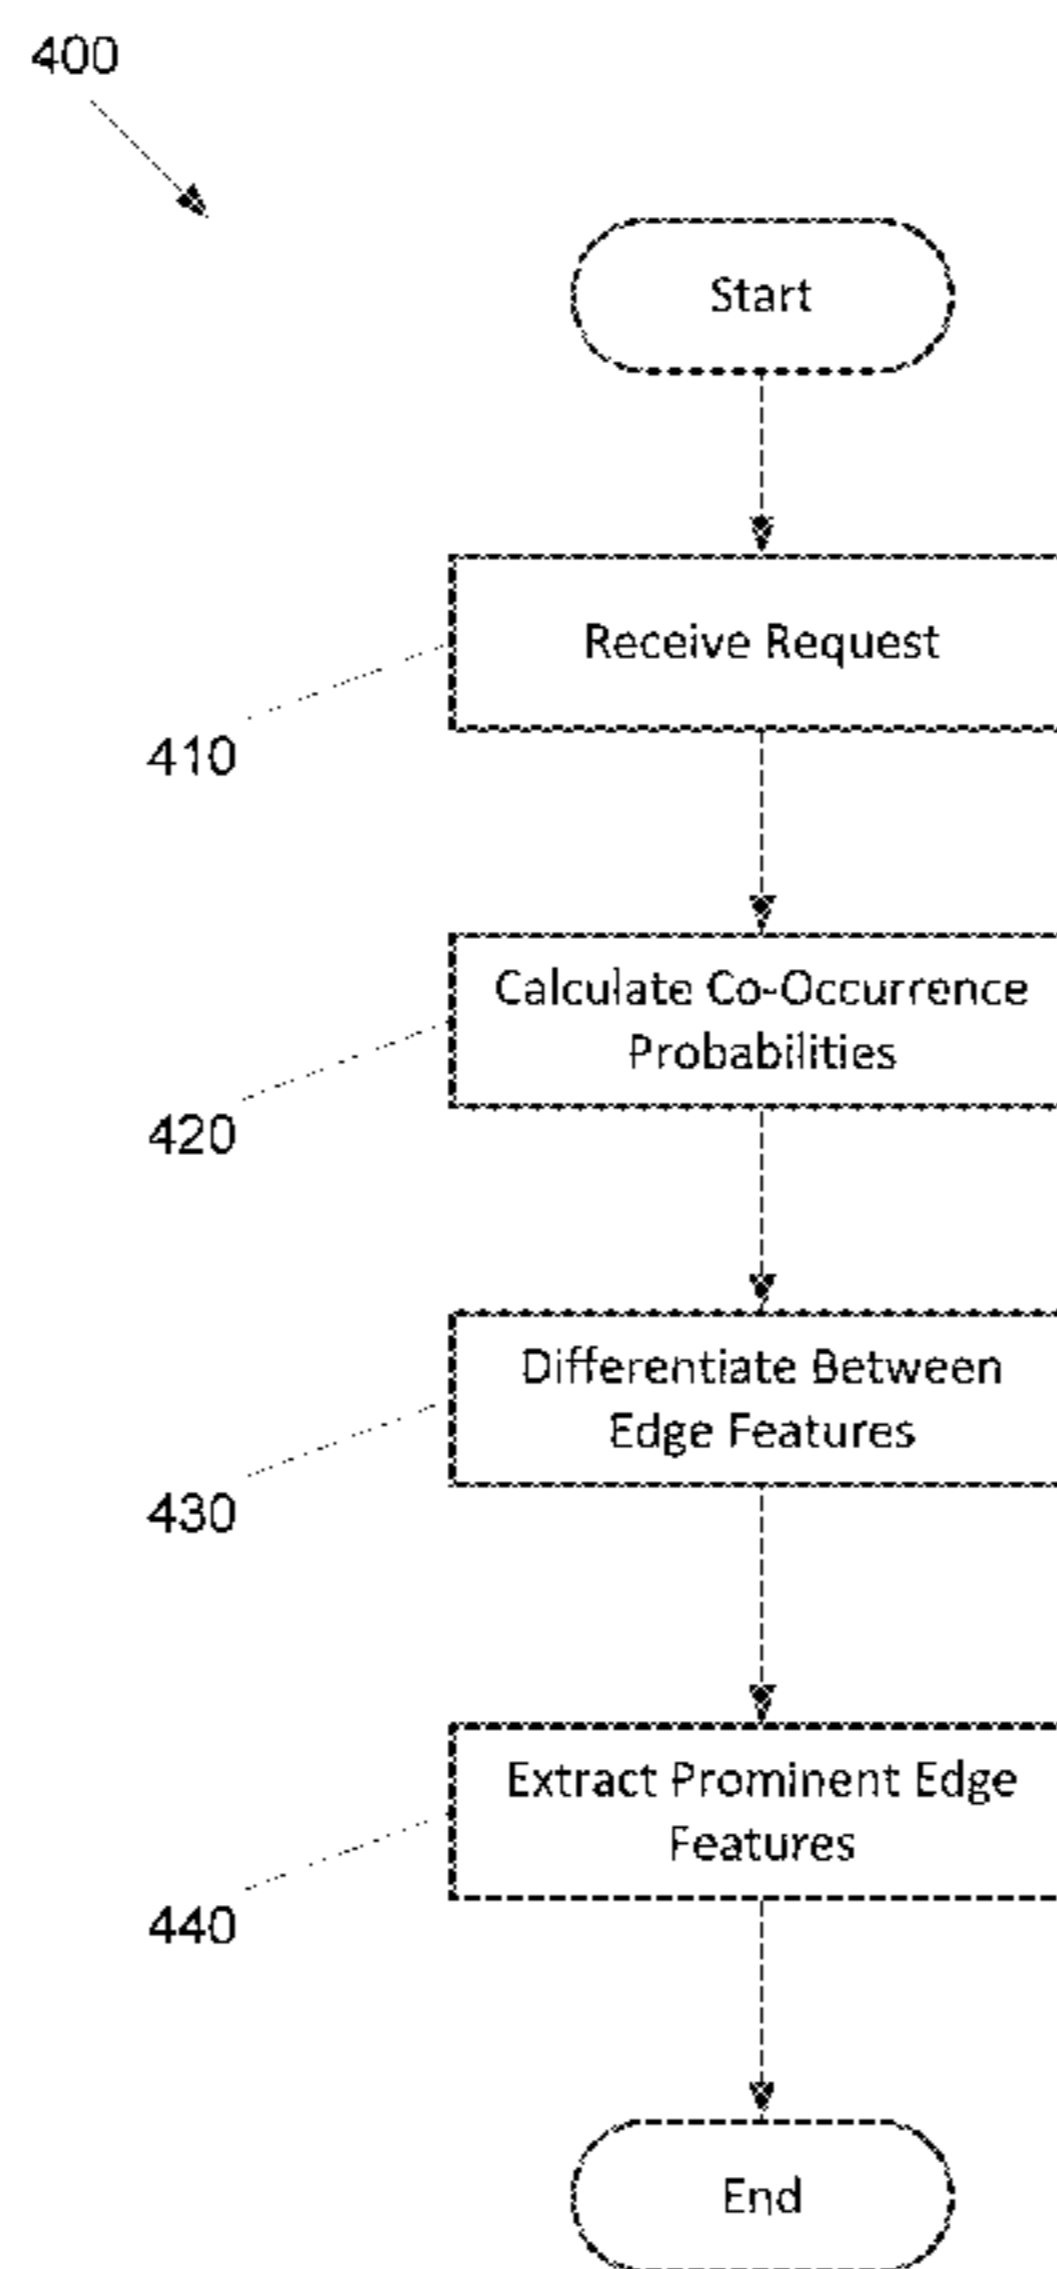 400
Start
Receive Request
410
Calculate Co-Occurrence
Probabilities
420
Differentiate Between
Edge Features
430
Extract Prominent Edge
Features
440
End